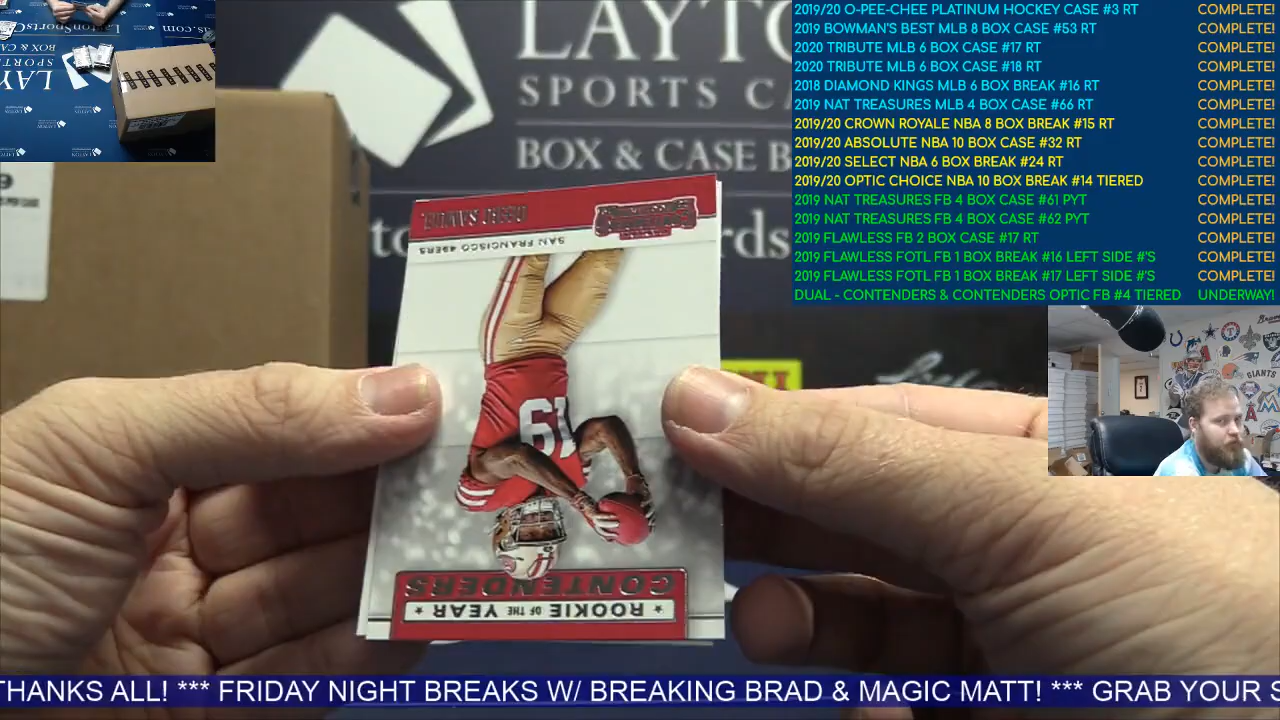 LAYTON
SPORTS CA
BOX & CASE B
2019/20 O-PEE-CHEE PLATINUM HOCKEY CASE #3 RT COMPLETE!
2019 BOWMAN'S BEST MLB 8 BOX CASE #53 RT COMPLETE!
2020 TRIBUTE MLB 6 BOX CASE #17 RT COMPLETE!
2020 TRIBUTE MLB 6 BOX CASE #18 RT COMPLETE!
2018 DIAMOND KINGS MLB 6 BOX BREAK #16 RT COMPLETE!
2019 NAT TREASURES MLB 4 BOX CASE #66 RT COMPLETE!
2019/20 CROWN ROYALE NBA 8 BOX BREAK #15 RT COMPLETE!
2019/20 ABSOLUTE NBA 10 BOX CASE #32 RT COMPLETE!
2019/20 SELECT NBA 6 BOX BREAK #24 RT COMPLETE!
2019/20 OPTIC CHOICE NBA 10 BOX BREAK #14 TIERED COMPLETE!
2019 NAT TREASURES FB 4 BOX CASE #61 PYT COMPLETE!
2019 NAT TREASURES FB 4 BOX CASE #62 PYT COMPLETE!
2019 FLAWLESS FB 2 BOX CASE #17 RT COMPLETE!
2019 FLAWLESS FOTL FB 1 BOX BREAK #16 LEFT SIDE #'S COMPLETE!
2019 FLAWLESS FOTL FB 1 BOX BREAK #17 LEFT SIDE #'S COMPLETE!
DUAL - CONTENDERS & CONTENDERS OPTIC FB #4 TIERED UNDERWAY!
GIANTS
ROOKIE OF THE YEAR
CONTENDERS
19
SAN FRANCISCO 49ERS
DEEBO SAMUEL
THANKS ALL! *** FRIDAY NIGHT BREAKS W/ BREAKING BRAD & MAGIC MATT! *** GRAB YOUR S